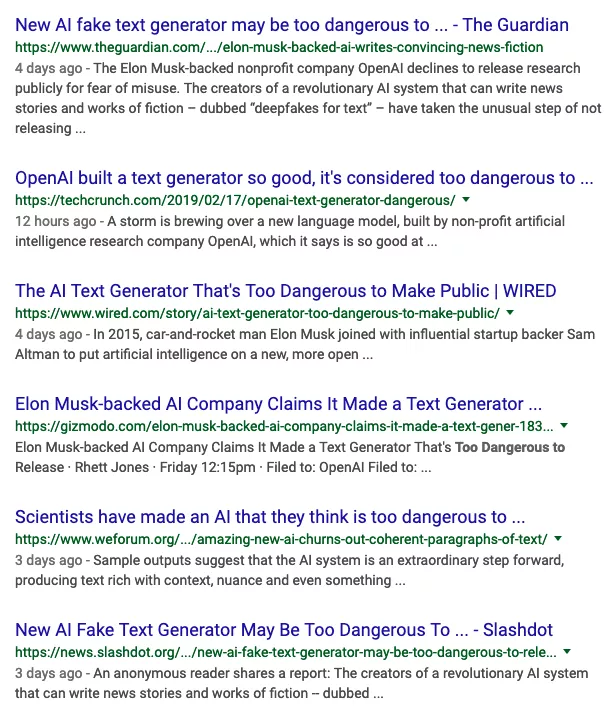 New AI fake text generator may be too dangerous to ... - The Guardian
https://www.theguardian.com/.../elon-musk-backed-ai-writes-convincing-news-fiction
4 days ago - The Elon Musk-backed nonprofit company OpenAI declines to release research
publicly for fear of misuse. The creators of a revolutionary AI system that can write news
stories and works of fiction – dubbed “deepfakes for text” – have taken the unusual step of not
releasing ...
OpenAI built a text generator so good, it's considered too dangerous to ...
https://techcrunch.com/2019/02/17/openai-text-generator-dangerous/
12 hours ago - A storm is brewing over a new language model, built by non-profit artificial
intelligence research company OpenAI, which it says is so good at ...
The AI Text Generator That's Too Dangerous to Make Public | WIRED
https://www.wired.com/story/ai-text-generator-too-dangerous-to-make-public/
4 days ago - In 2015, car-and-rocket man Elon Musk joined with influential startup backer Sam
Altman to put artificial intelligence on a new, more open ...
Elon Musk-backed AI Company Claims It Made a Text Generator ...
https://gizmodo.com/elon-musk-backed-ai-company-claims-it-made-a-text-gener-183...
Elon Musk-backed AI Company Claims It Made a Text Generator That's Too Dangerous to
Release · Rhett Jones · Friday 12:15pm · Filed to: OpenAI Filed to: ...
Scientists have made an AI that they think is too dangerous to ...
https://www.weforum.org/.../amazing-new-ai-churns-out-coherent-paragraphs-of-text/
3 days ago - Sample outputs suggest that the AI system is an extraordinary step forward,
producing text rich with context, nuance and even something ...
New AI Fake Text Generator May Be Too Dangerous To ... - Slashdot
https://news.slashdot.org/.../new-ai-fake-text-generator-may-be-too-dangerous-to-rele...
3 days ago - An anonymous reader shares a report: The creators of a revolutionary AI system
that can write news stories and works of fiction -- dubbed ...